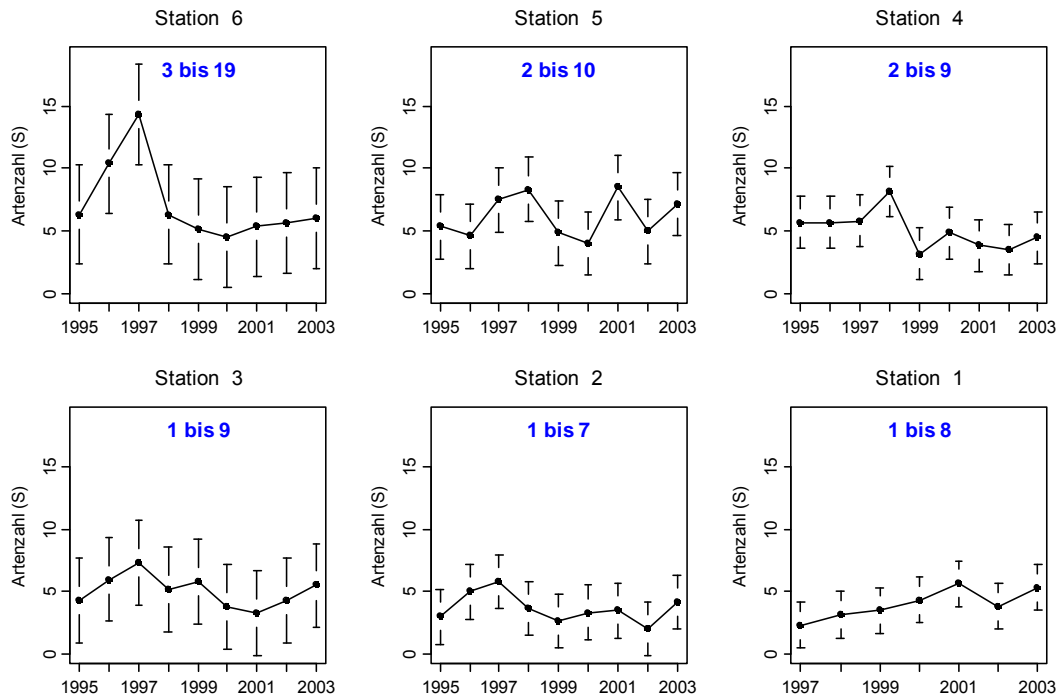 Station 6
Station 5
Station 4
3 bis 19
2 bis 10
2 bis 9
Artenzahl (S)
15
10
5
0
Artenzahl (S)
15
10
5
0
Artenzahl (S)
15
10
5
0
1995 1997 1999 2001 2003
1995 1997 1999 2001 2003
1995 1997 1999 2001 2003
Station 3
Station 2
Station 1
1 bis 9
1 bis 7
1 bis 8
Artenzahl (S)
15
10
5
0
Artenzahl (S)
15
10
5
0
Artenzahl (S)
15
10
5
0
1995 1997 1999 2001 2003
1995 1997 1999 2001 2003
1997 1999 2001 2003